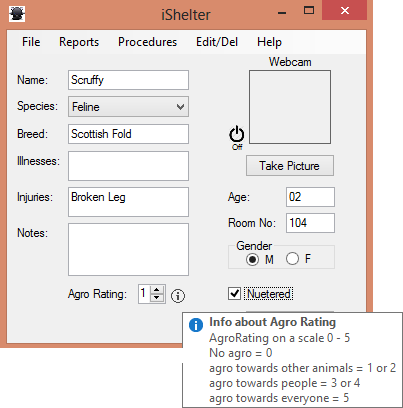 iShelter
File Reports Procedures Edit/Del Help
Webcam
Name: Scruffy
Species: Feline
Breed: Scottish Fold
Off
Illnesses:
Take Picture
Injuries: Broken Leg
Age: 02
Room No: 104
Notes:
Gender
M F
Agro Rating: 1
Nuetered
Info about Agro Rating
AgroRating on a scale 0 - 5
No agro = 0
agro towards other animals = 1 or 2
agro towards people = 3 or 4
agro towards everyone = 5